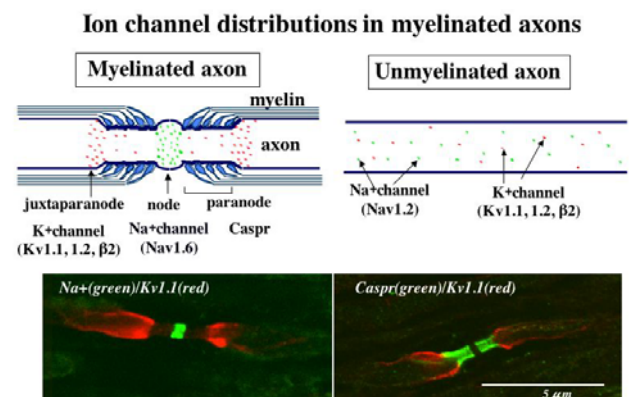 Ion channel distributions in myelinated axons
Myelinated axon
Unmyelinated axon
myelin
axon
juxtaparanode
node
paranode
K+channel
(Kv1.1, 1.2, β2)
Na+channel
(Nav1.6)
Caspr
Na+channel
(Nav1.2)
K+channel
(Kv1.1, 1.2, β2)
Na+(green)/Kv1.1(red)
Caspr(green)/Kv1.1(red)
5 μm